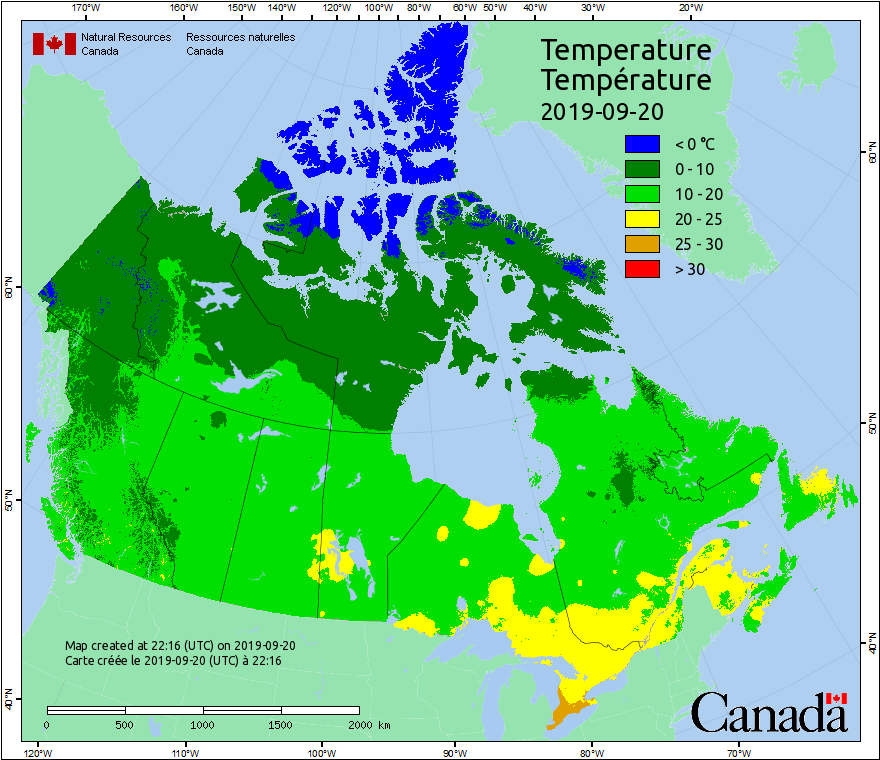 170°W 160°W 150°W 140°W 120°W 100°W 80°W 60°W 50°W 40°W 30°W 20°W
Natural Resources Ressources naturelles
Canada Canada
Temperature
Température
2019-09-20
< 0 °C
0 - 10
10 - 20
20 - 25
25 - 30
> 30
60°N
60°N
50°N
50°N
40°N
40°N
Map created at 22:16 (UTC) on 2019-09-20
Carte créée le 2019-09-20 (UTC) à 22:16
0 500 1000 1500 2000 km
Canada
120°W 110°W 100°W 90°W 80°W 70°W